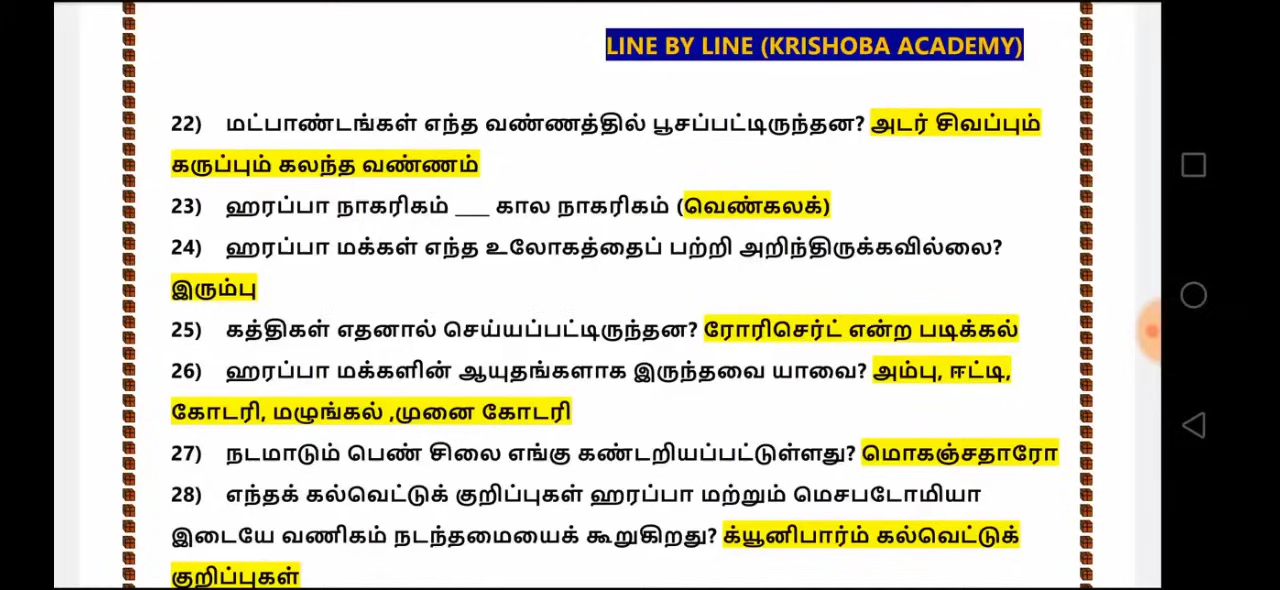 LINE BY LINE (KRISHOBA ACADEMY)
22) மட்பாண்டங்கள் எந்த வண்ணத்தில் பூசப்பட்டிருந்தன? அடர் சிவப்பும்
கருப்பும் கலந்த வண்ணம்
23) ஹரப்பா நாகரிகம் ___ கால நாகரிகம் (வெண்கலக்)
24) ஹரப்பா மக்கள் எந்த உலோகத்தைப் பற்றி அறிந்திருக்கவில்லை?
இரும்பு
25) கத்திகள் எதனால் செய்யப்பட்டிருந்தன? ரோரிசெர்ட் என்ற படிக்கல்
26) ஹரப்பா மக்களின் ஆயுதங்களாக இருந்தவை யாவை? அம்பு, ஈட்டி,
கோடரி, மழுங்கல் ,முனை கோடரி
27) நடமாடும் பெண் சிலை எங்கு கண்டறியப்பட்டுள்ளது? மொகஞ்சதாரோ
28) எந்தக் கல்வெட்டுக் குறிப்புகள் ஹரப்பா மற்றும் மெசபடோமியா
இடையே வணிகம் நடந்தமையைக் கூறுகிறது? க்யூனிபார்ம் கல்வெட்டுக்
குறிப்புகள்